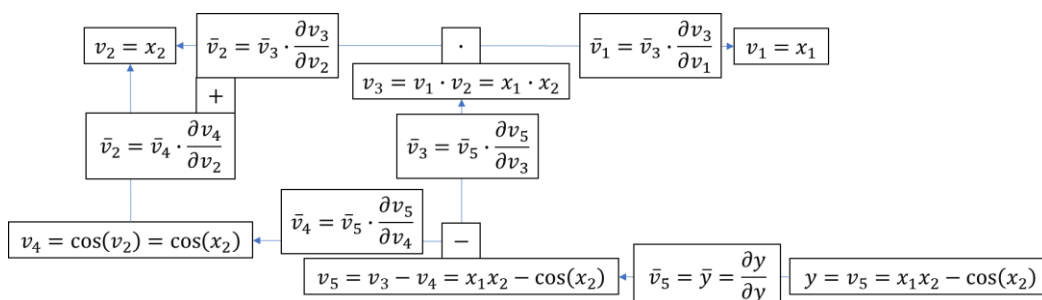 v₂ = x₂
v̄₂ = v̄₃ · ∂v₃/∂v₂
·
v̄₁ = v̄₃ · ∂v₃/∂v₁
v₁ = x₁
v₃ = v₁ · v₂ = x₁ · x₂
+
v̄₂ = v̄₄ · ∂v₄/∂v₂
v̄₃ = v̄₅ · ∂v₅/∂v₃
v₄ = cos(v₂) = cos(x₂)
v̄₄ = v̄₅ · ∂v₅/∂v₄
−
v₅ = v₃ − v₄ = x₁x₂ − cos(x₂)
v̄₅ = ȳ = ∂y/∂y
y = v₅ = x₁x₂ − cos(x₂)